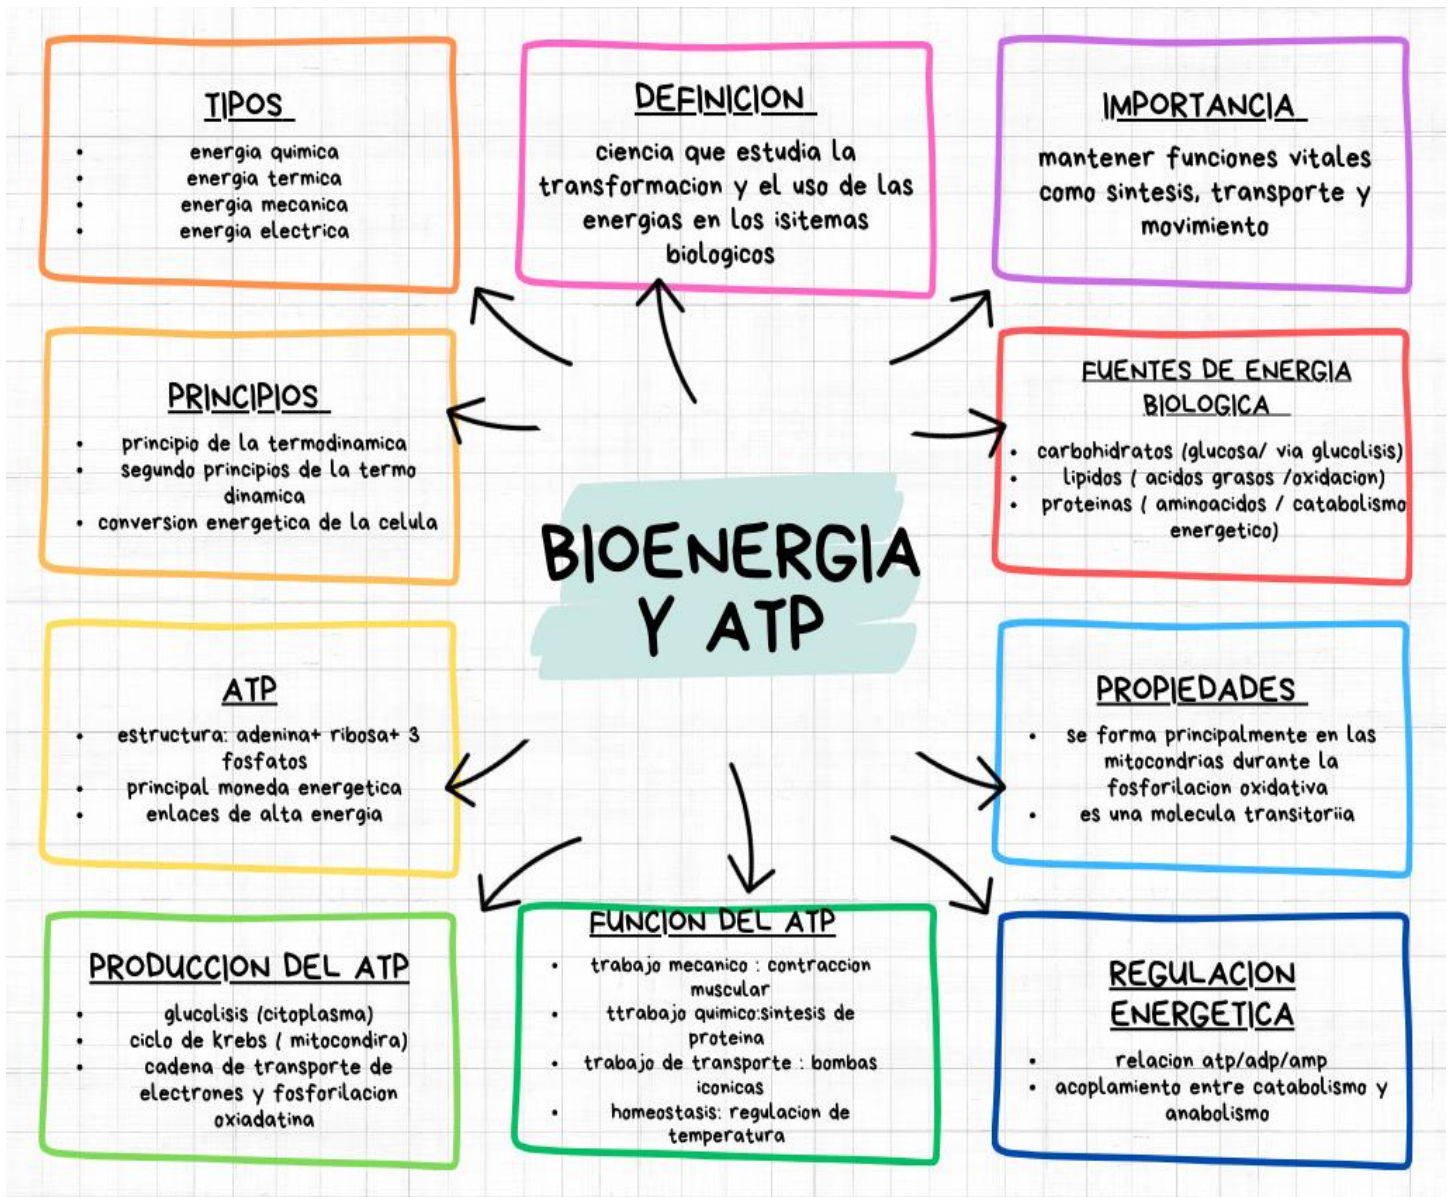 TIPOS
• energia quimica
• energia termica
• energia mecanica
• energia electrica
DEFINICION
ciencia que estudia la
transformacion y el uso de las
energias en los isitemas
biologicos
IMPORTANCIA
mantener funciones vitales
como sintesis, transporte y
movimiento
PRINCIPIOS
• principio de la termodinamica
• segundo principios de la termo
dinamica
• conversion energetica de la celula
FUENTES DE ENERGIA
BIOLOGICA
• carbohidratos (glucosa/ via glucolisis)
• lipidos ( acidos grasos /oxidacion)
• proteinas ( aminoacidos / catabolismo
energetico)
BIOENERGIA
Y ATP
ATP
• estructura: adenina+ ribosa+ 3
fosfatos
• principal moneda energetica
• enlaces de alta energia
PROPIEDADES
• se forma principalmente en las
mitocondrias durante la
fosforilacion oxidativa
• es una molecula transitoriia
PRODUCCION DEL ATP
• glucolisis (citoplasma)
• ciclo de krebs ( mitocondira)
• cadena de transporte de
electrones y fosforilacion
oxiadatina
FUNCION DEL ATP
• trabajo mecanico : contraccion
muscular
• ttrabajo quimico:sintesis de
proteina
• trabajo de transporte : bombas
iconicas
• homeostasis: regulacion de
temperatura
REGULACION
ENERGETICA
• relacion atp/adp/amp
• acoplamiento entre catabolismo y
anabolismo